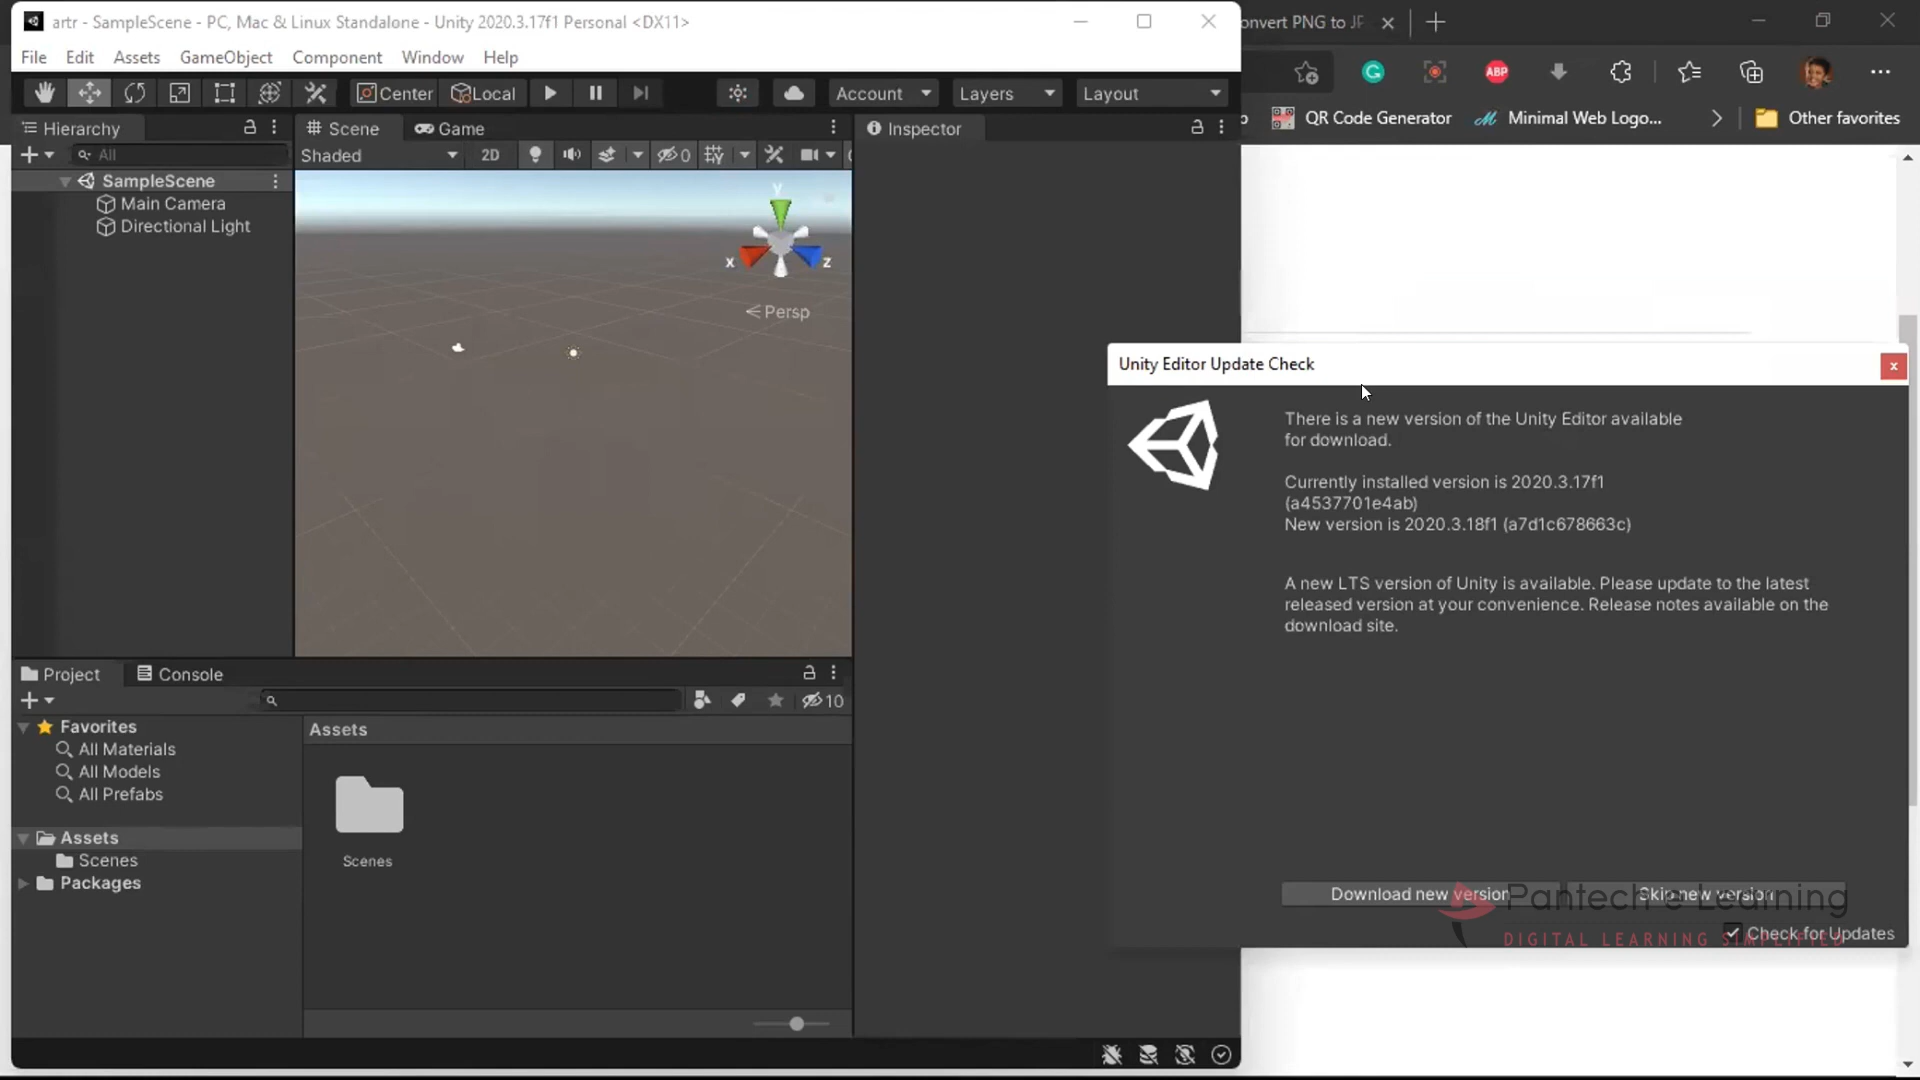 artr - SampleScene - PC, Mac & Linux Standalone - Unity 2020.3.17f1 Personal <DX11>
onvert PNG to JF
File Edit Assets GameObject Component Window Help
Center Local Account Layers Layout
ABP
QR Code Generator Minimal Web Logo... Other favorites
Hierarchy
Scene Game
Inspector
All
Shaded 2D 0
SampleScene
Main Camera
Directional Light
y
x z
Persp
Unity Editor Update Check
There is a new version of the Unity Editor available
for download.
Currently installed version is 2020.3.17f1
(a4537701e4ab)
New version is 2020.3.18f1 (a7d1c678663c)
A new LTS version of Unity is available. Please update to the latest
released version at your convenience. Release notes available on the
download site.
Download new version Skip new version
Check for Updates
Pantech e Learning
DIGITAL LEARNING SIMPLIFIED
Project Console
10
Favorites
All Materials
All Models
All Prefabs
Assets
Scenes
Packages
Assets
Scenes